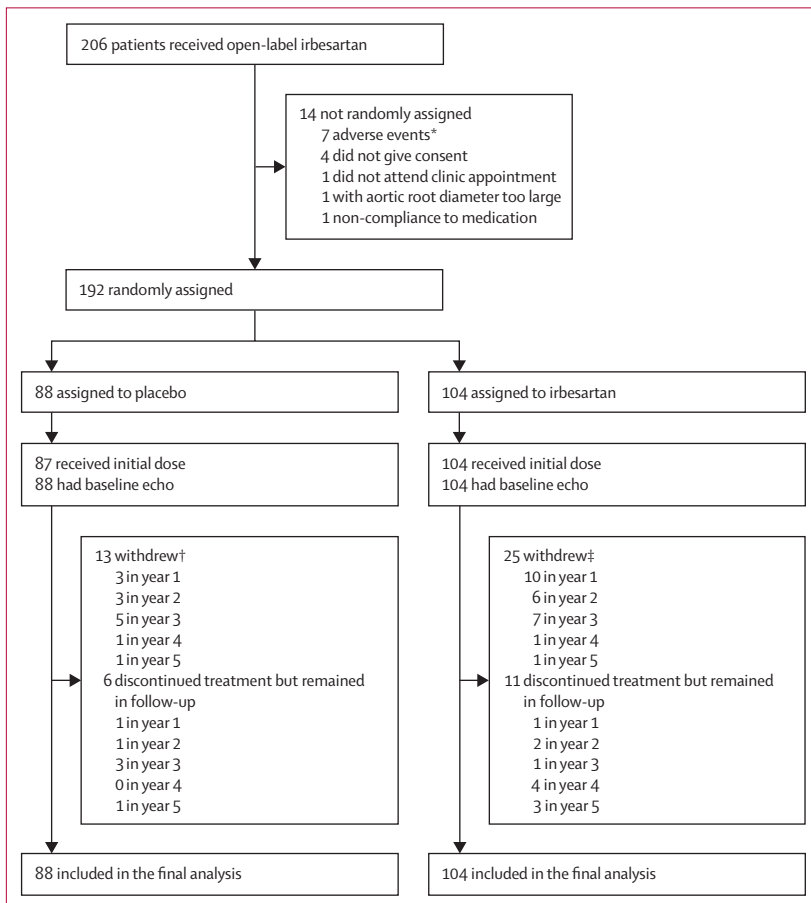 206 patients received open-label irbesartan
14 not randomly assigned
7 adverse events*
4 did not give consent
1 did not attend clinic appointment
1 with aortic root diameter too large
1 non-compliance to medication
192 randomly assigned
88 assigned to placebo
104 assigned to irbesartan
87 received initial dose
88 had baseline echo
104 received initial dose
104 had baseline echo
13 withdrew†
3 in year 1
3 in year 2
5 in year 3
1 in year 4
1 in year 5
6 discontinued treatment but remained
in follow-up
1 in year 1
1 in year 2
3 in year 3
0 in year 4
1 in year 5
25 withdrew‡
10 in year 1
6 in year 2
7 in year 3
1 in year 4
1 in year 5
11 discontinued treatment but remained
in follow-up
1 in year 1
2 in year 2
1 in year 3
4 in year 4
3 in year 5
88 included in the final analysis
104 included in the final analysis